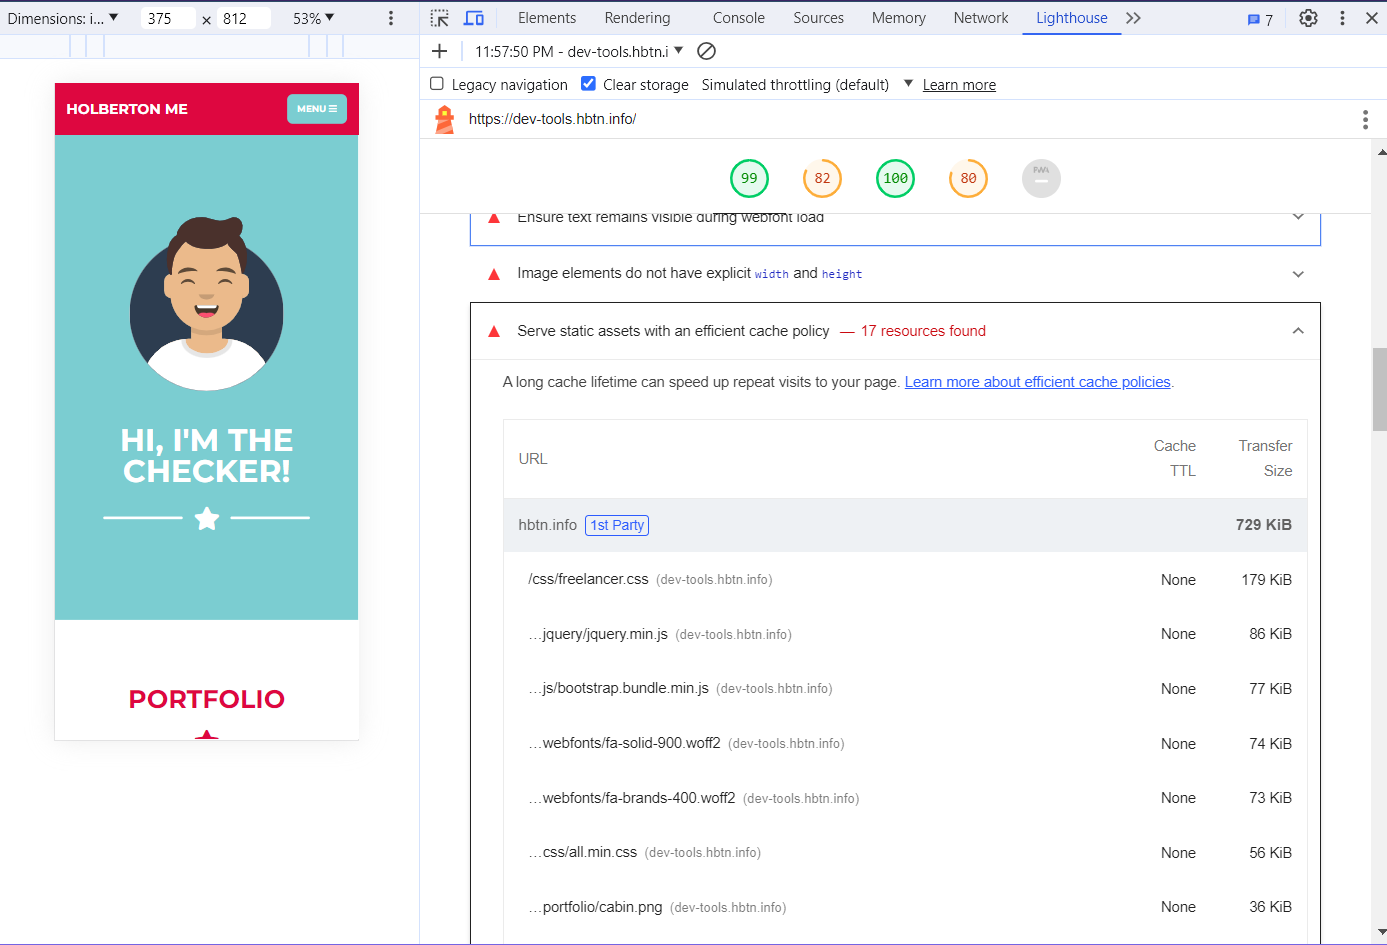 Dimensions: i... 375 × 812 53%
Elements Rendering Console Sources Memory Network Lighthouse 7
11:57:50 PM - dev-tools.hbtn.i
Legacy navigation Clear storage Simulated throttling (default) Learn more
https://dev-tools.hbtn.info/
HOLBERTON ME MENU
HI, I'M THE
CHECKER!
PORTFOLIO
99 82 100 80 PWA
Ensure text remains visible during webfont load
Image elements do not have explicit width and height
Serve static assets with an efficient cache policy — 17 resources found
A long cache lifetime can speed up repeat visits to your page. Learn more about efficient cache policies.
URL Cache TTL Transfer Size
hbtn.info 1st Party 729 KiB
/css/freelancer.css (dev-tools.hbtn.info) None 179 KiB
…jquery/jquery.min.js (dev-tools.hbtn.info) None 86 KiB
…js/bootstrap.bundle.min.js (dev-tools.hbtn.info) None 77 KiB
…webfonts/fa-solid-900.woff2 (dev-tools.hbtn.info) None 74 KiB
…webfonts/fa-brands-400.woff2 (dev-tools.hbtn.info) None 73 KiB
…css/all.min.css (dev-tools.hbtn.info) None 56 KiB
…portfolio/cabin.png (dev-tools.hbtn.info) None 36 KiB